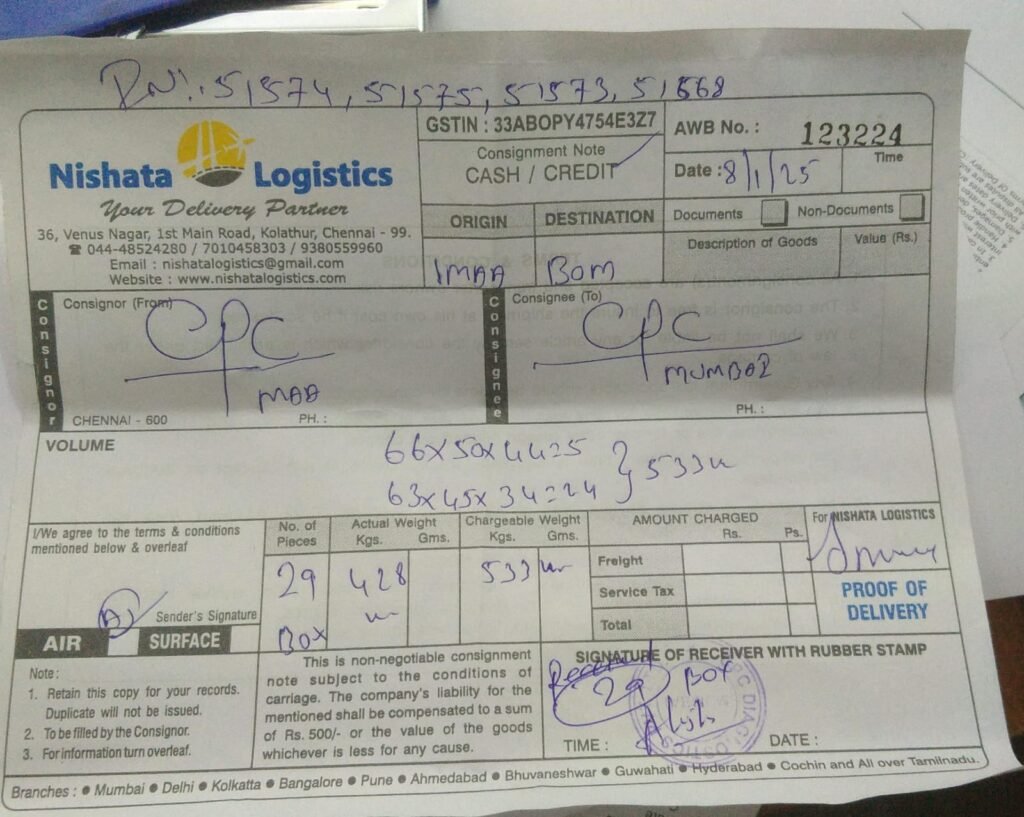 DN: 51574, 51575, 51573, 51568
Nishata Logistics
Your Delivery Partner
36, Venus Nagar, 1st Main Road, Kolathur, Chennai - 99.
☎ 044-48524280 / 7010458303 / 9380559960
Email : nishatalogistics@gmail.com
Website : www.nishatalogistics.com
GSTIN : 33ABOPY4754E3Z7
Consignment Note
CASH / CREDIT
AWB No. : 123224
Date : 8/1/25
Time
ORIGIN DESTINATION
MAA BOM
Documents Non-Documents
Description of Goods Value (Rs.)
Consignor
Consignor (From)
CPC
MAA
CHENNAI - 600 PH. :
Consignee
Consignee (To)
CPC
MUMBAI
PH. :
VOLUME
66x50x44=5
63x45x34=24 } 533
I/We agree to the terms & conditions
mentioned below & overleaf
Sender's Signature
AIR SURFACE
No. of Pieces
29
BOX
Actual Weight
Kgs. Gms.
428
Chargeable Weight
Kgs. Gms.
533
AMOUNT CHARGED
Rs. Ps.
Freight
Service Tax
Total
For NISHATA LOGISTICS
PROOF OF
DELIVERY
Note :
1. Retain this copy for your records.
Duplicate will not be issued.
2. To be filled by the Consignor.
3. For information turn overleaf.
This is non-negotiable consignment
note subject to the conditions of
carriage. The company's liability for the
mentioned shall be compensated to a sum
of Rs. 500/- or the value of the goods
whichever is less for any cause.
SIGNATURE OF RECEIVER WITH RUBBER STAMP
Received
29 BOX
TIME : DATE :
Branches : ● Mumbai ● Delhi ● Kolkatta ● Bangalore ● Pune ● Ahmedabad ● Bhuvaneshwar ● Guwahati ● Hyderabad ● Cochin and All over Tamilnadu.